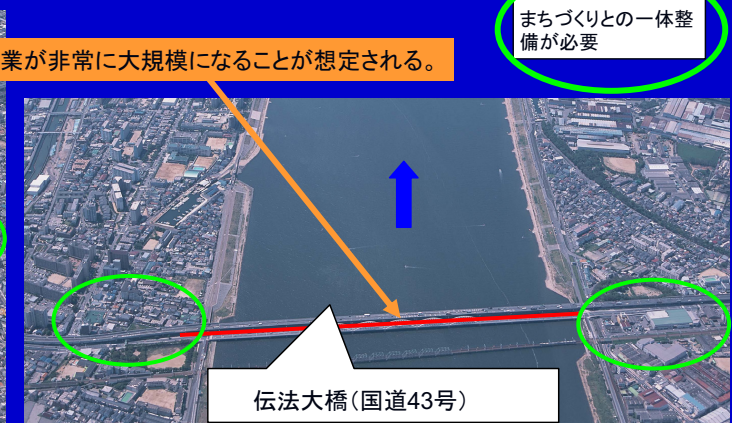 まちづくりとの一体整
備が必要
業が非常に大規模になることが想定される。
伝法大橋(国道43号)